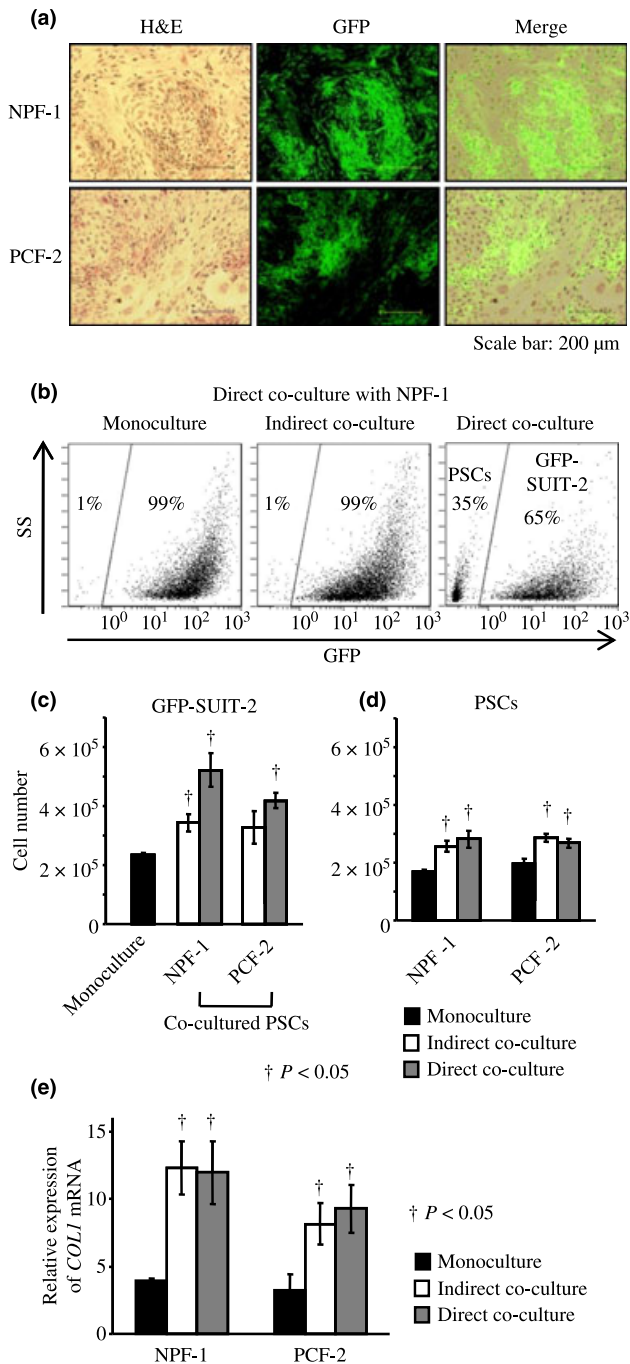 (a)
H&E GFP Merge
NPF-1
PCF-2
Scale bar: 200 μm
(b)
Direct co-culture with NPF-1
Monoculture Indirect co-culture Direct co-culture
SS
1% 99%
1% 99%
PSCs 35%
GFP-SUIT-2 65%
10⁰ 10¹ 10² 10³ 10⁰ 10¹ 10² 10³ 10⁰ 10¹ 10² 10³
GFP
(c)
GFP-SUIT-2
Cell number
6 × 10⁵
4 × 10⁵
2 × 10⁵
0
† † †
Monoculture NPF-1 PCF-2
Co-cultured PSCs
(d)
PSCs
6 × 10⁵
4 × 10⁵
2 × 10⁵
0
† † † †
NPF-1 PCF-2
Monoculture
Indirect co-culture
Direct co-culture
† P < 0.05
(e)
Relative expression
of COL1 mRNA
15
10
5
0
† † † †
NPF-1 PCF-2
† P < 0.05
Monoculture
Indirect co-culture
Direct co-culture